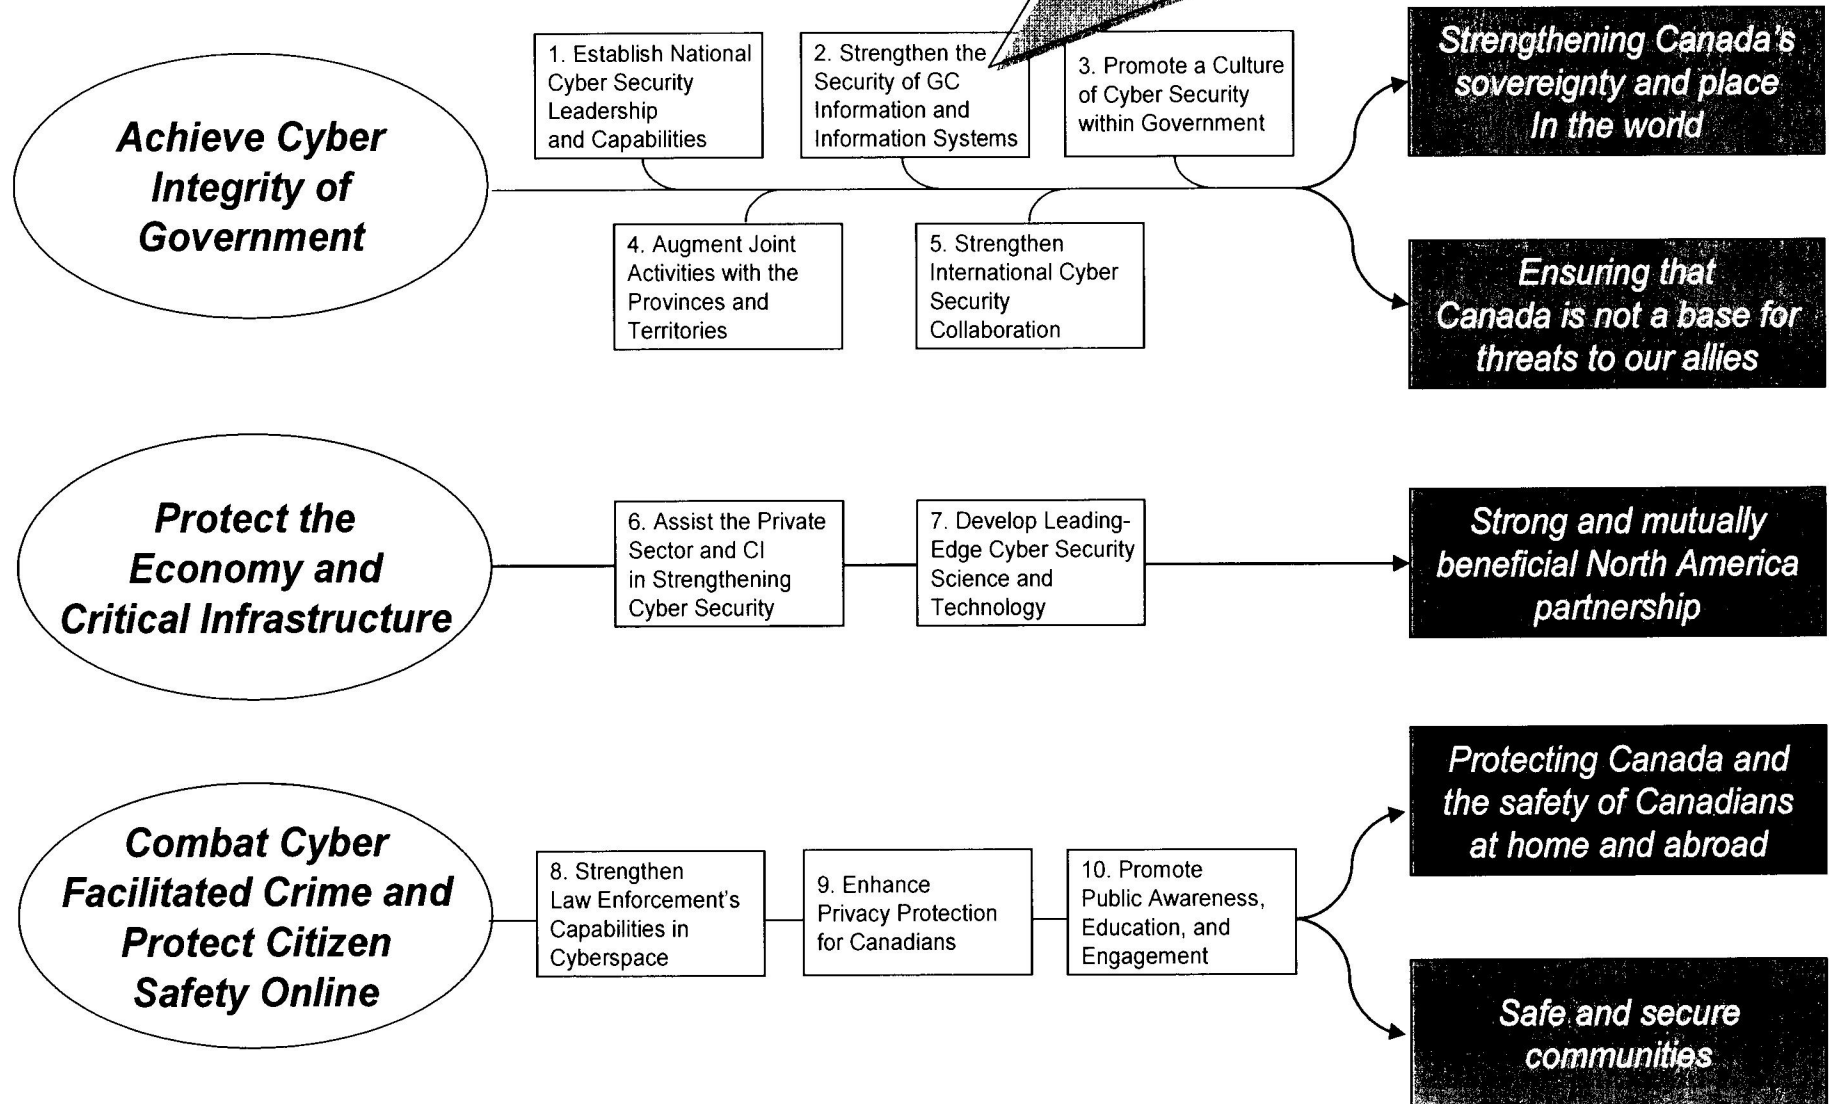 Achieve Cyber
Integrity of
Government
1. Establish National
Cyber Security
Leadership
and Capabilities
2. Strengthen the
Security of GC
Information and
Information Systems
3. Promote a Culture
of Cyber Security
within Government
4. Augment Joint
Activities with the
Provinces and
Territories
5. Strengthen
International Cyber
Security
Collaboration
Strengthening Canada's
sovereignty and place
In the world
Ensuring that
Canada is not a base for
threats to our allies
Protect the
Economy and
Critical Infrastructure
6. Assist the Private
Sector and CI
in Strengthening
Cyber Security
7. Develop Leading-
Edge Cyber Security
Science and
Technology
Strong and mutually
beneficial North America
partnership
Combat Cyber
Facilitated Crime and
Protect Citizen
Safety Online
8. Strengthen
Law Enforcement's
Capabilities in
Cyberspace
9. Enhance
Privacy Protection
for Canadians
10. Promote
Public Awareness,
Education, and
Engagement
Protecting Canada and
the safety of Canadians
at home and abroad
Safe and secure
communities